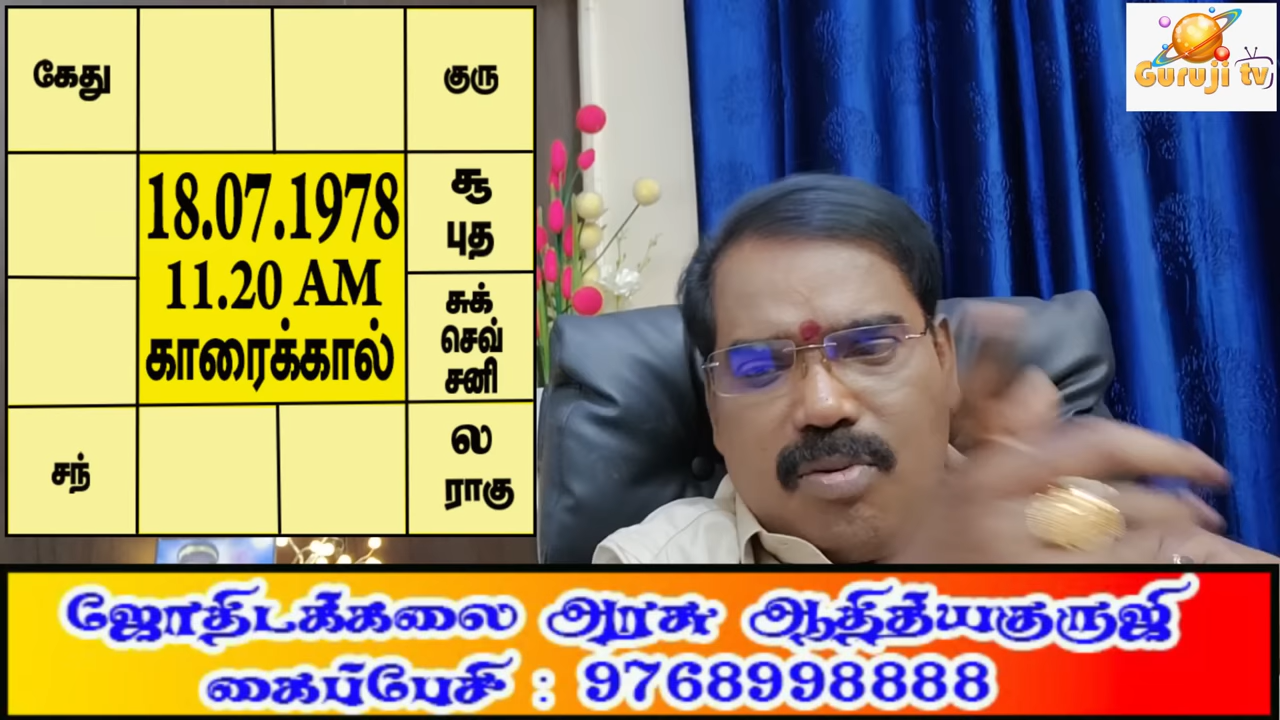 கேது
குரு
18.07.1978
11.20 AM
காரைக்கால்
சூ
புத
சுக்
செவ்
சனி
சந்
ல
ராகு
Guruji tv
ஜோதிடக்கலை அரசு ஆதித்யகுருஜி
கைப்பேசி : 9768998888